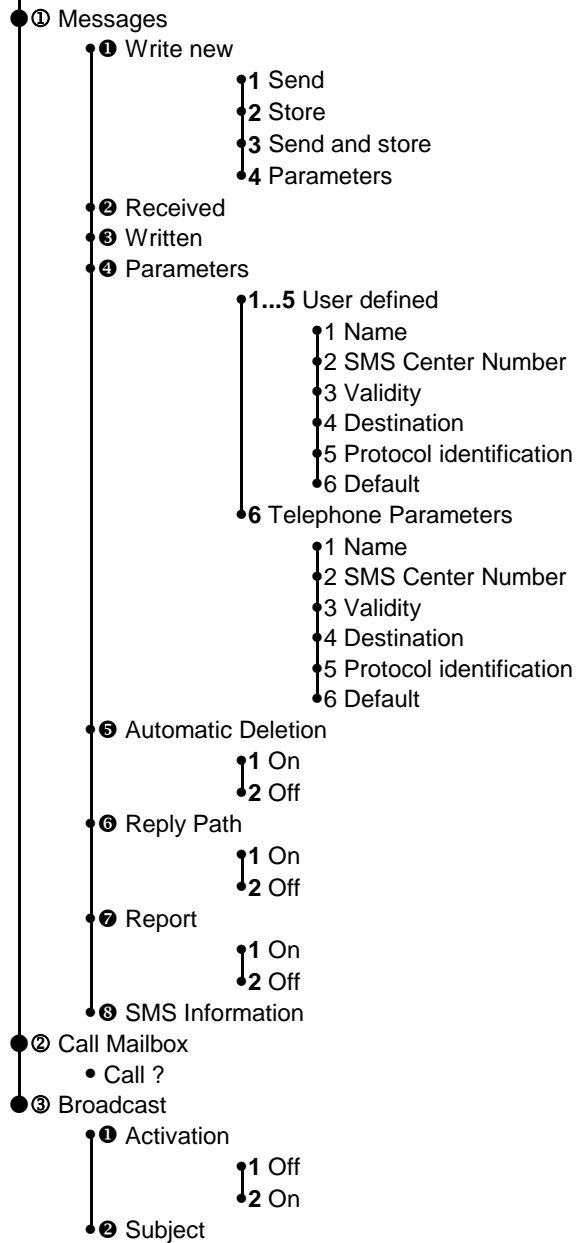 ① Messages
❶ Write new
1 Send
2 Store
3 Send and store
4 Parameters
❷ Received
❸ Written
❹ Parameters
1...5 User defined
1 Name
2 SMS Center Number
3 Validity
4 Destination
5 Protocol identification
6 Default
6 Telephone Parameters
1 Name
2 SMS Center Number
3 Validity
4 Destination
5 Protocol identification
6 Default
❺ Automatic Deletion
1 On
2 Off
❻ Reply Path
1 On
2 Off
❼ Report
1 On
2 Off
❽ SMS Information
② Call Mailbox
• Call ?
③ Broadcast
❶ Activation
1 Off
2 On
❷ Subject